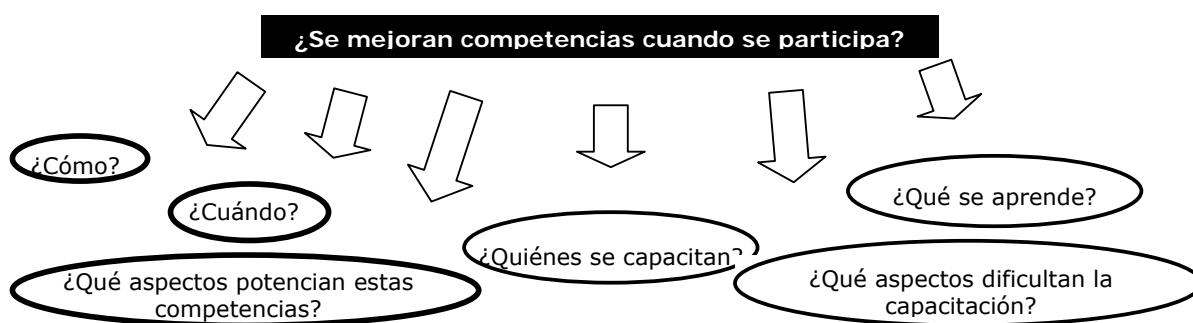 ¿Se mejoran competencias cuando se participa?
¿Cómo?
¿Cuándo?
¿Qué se aprende?
¿Quiénes se capacitan?
¿Qué aspectos potencian estas
competencias?
¿Qué aspectos dificultan la
capacitación?